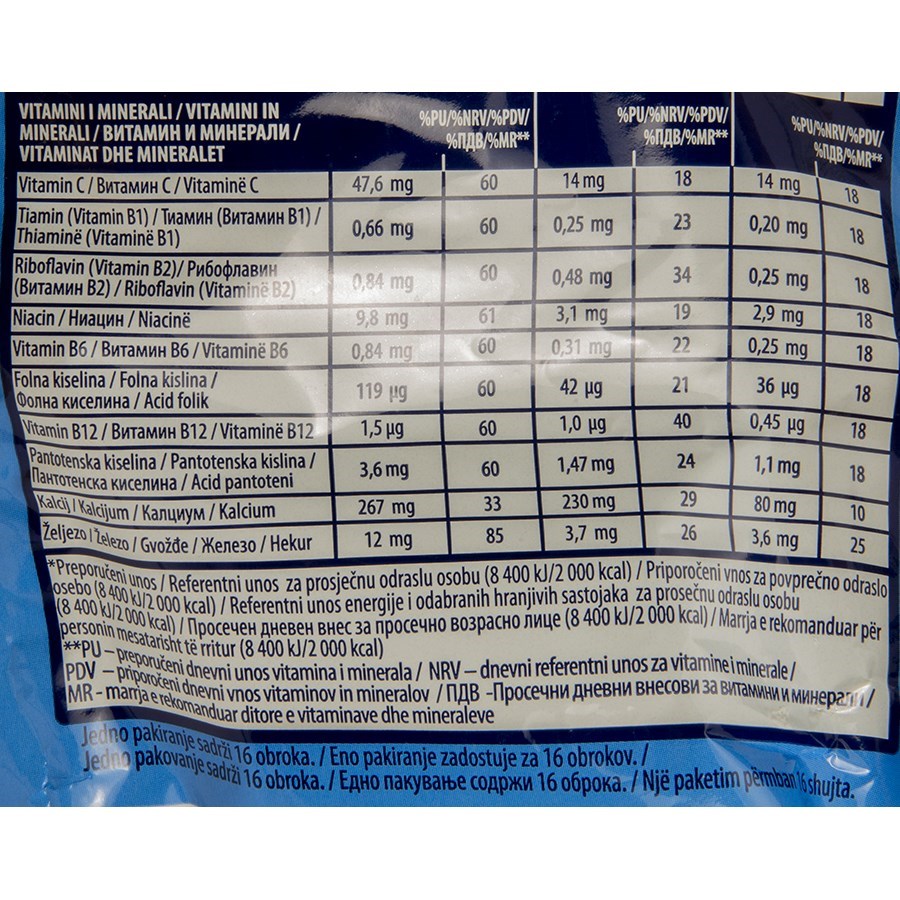 VITAMINI I MINERALI / VITAMINI IN
MINERALI / ВИТАМИН И МИНЕРАЛИ /
VITAMINAT DHE MINERALET
%PU/%NRV/%PDV/
%ПДВ/%MR**
%PU/%NRV/%PDV/
%ПДВ/%MR**
%PU/%NRV/%PDV/
%ПДВ/%MR**
Vitamin C / Витамин C / Vitaminë C 47,6 mg 60 14 mg 18 14 mg 18
Tiamin (Vitamin B1) / Тиамин (Витамин B1) /
Thiaminë (Vitaminë B1) 0,66 mg 60 0,25 mg 23 0,20 mg 18
Riboflavin (Vitamin B2)/ Рибофлавин
(Витамин B2) / Riboflavin (Vitaminë B2) 0,84 mg 60 0,48 mg 34 0,25 mg 18
Niacin / Ниацин / Niacinë 9,8 mg 61 3,1 mg 19 2,9 mg 18
Vitamin B6 / Витамин B6 / Vitaminë B6 0,84 mg 60 0,31 mg 22 0,25 mg 18
Folna kiselina / Folna kislina /
Фолна киселина / Acid folik 119 µg 60 42 µg 21 36 µg 18
Vitamin B12 / Витамин B12 / Vitaminë B12 1,5 µg 60 1,0 µg 40 0,45 µg 18
Pantotenska kiselina / Pantotenska kislina /
Пантотенска киселина / Acid pantoteni 3,6 mg 60 1,47 mg 24 1,1 mg 18
Kalcij / Kalcijum / Калциум / Kalcium 267 mg 33 230 mg 29 80 mg 10
Željezo / Železo / Gvožđe / Железо / Hekur 12 mg 85 3,7 mg 26 3,6 mg 25
*Preporučeni unos / Referentni unos za prosječnu odraslu osobu (8 400 kJ/2 000 kcal) / Priporočeni vnos za povprečno odraslo
osebo (8 400 kJ/2 000 kcal) / Referentni unos energije i odabranih hranjivih sastojaka za prosečnu odraslu osobu
(8 400 kJ/2 000 kcal) / Просечен дневен внес за просечно возрасно лице (8 400 kJ/2 000 kcal) / Marrja e rekomanduar për
personin mesatarisht të rritur (8 400 kJ/2 000 kcal)
**PU – preporučeni dnevni unos vitamina i minerala / NRV – dnevni referentni unos za vitamine i minerale /
PDV – priporočeni dnevni vnos vitaminov in mineralov / ПДВ -Просечни дневни внесови за витамини и минерали /
MR - marrja e rekomanduar ditore e vitaminave dhe mineraleve
Jedno pakiranje sadrži 16 obroka. / Eno pakiranje zadostuje za 16 obrokov. /
Jedno pakovanje sadrži 16 obroka. / Едно пакување содржи 16 оброка. / Një paketim përmban 16 shujta.